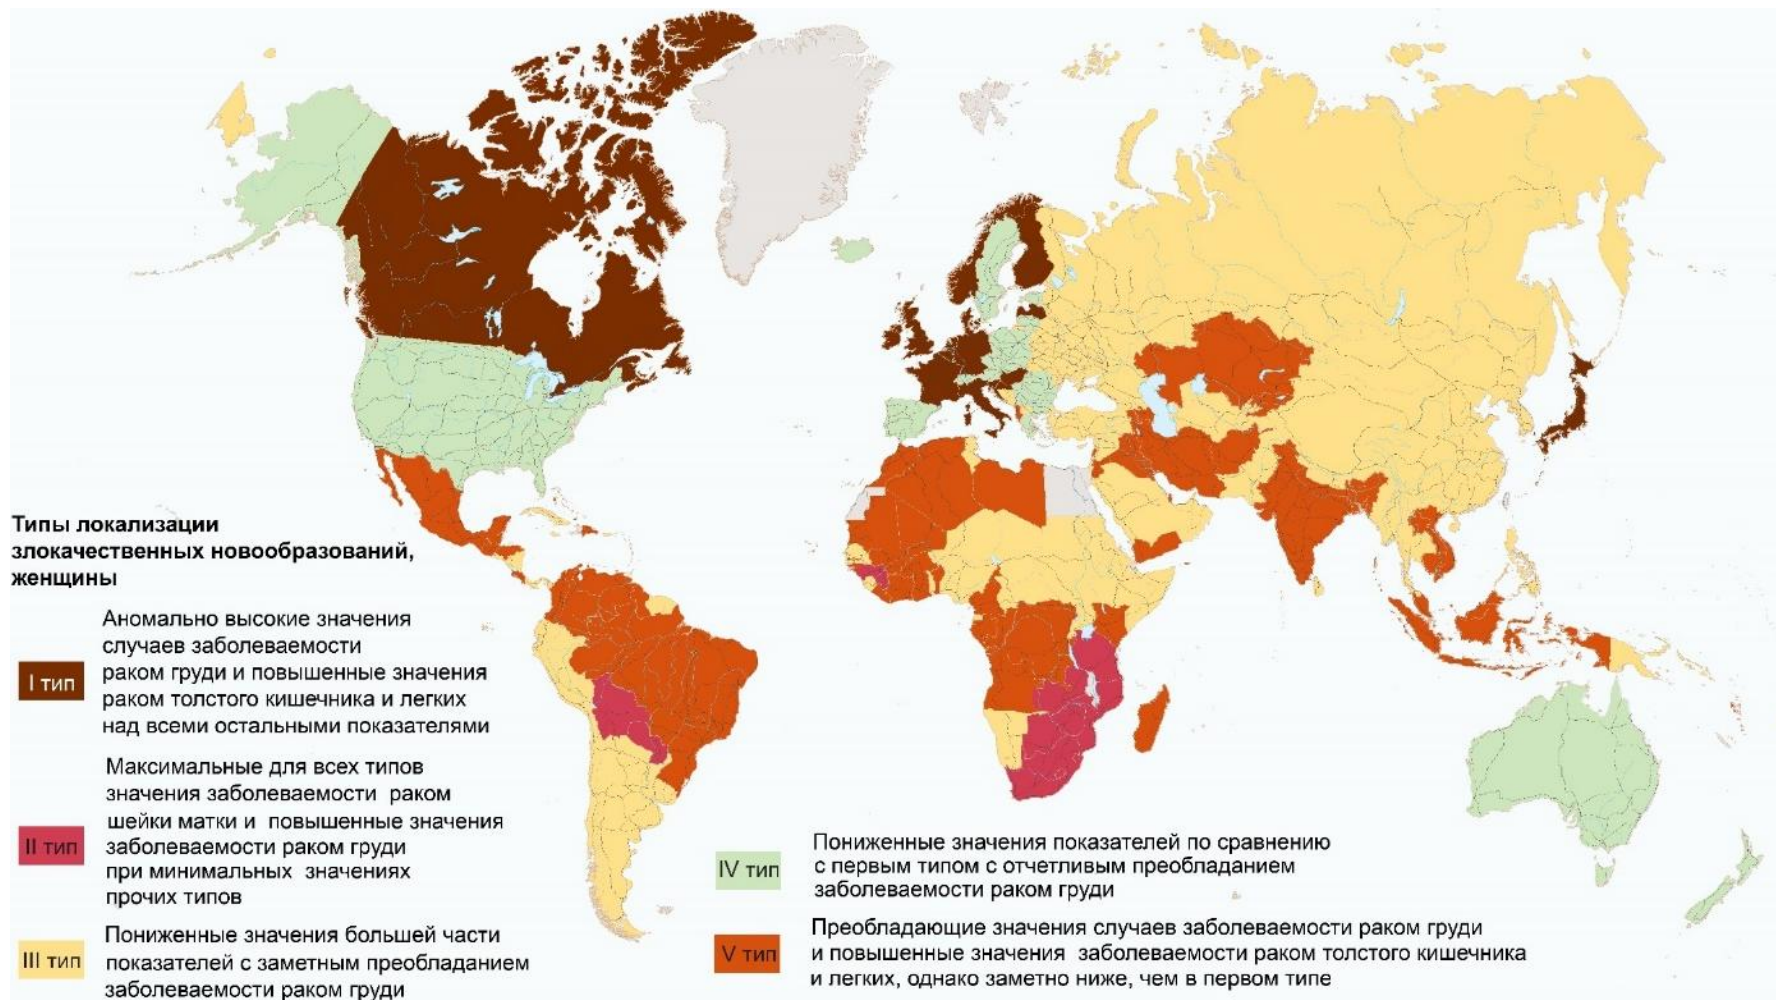 Типы локализации
злокачественных новообразований,
женщины
I тип
Аномально высокие значения
случаев заболеваемости
раком груди и повышенные значения
раком толстого кишечника и легких
над всеми остальными показателями
II тип
Максимальные для всех типов
значения заболеваемости раком
шейки матки и повышенные значения
заболеваемости раком груди
при минимальных значениях
прочих типов
III тип
Пониженные значения большей части
показателей с заметным преобладанием
заболеваемости раком груди
IV тип
Пониженные значения показателей по сравнению
с первым типом с отчетливым преобладанием
заболеваемости раком груди
V тип
Преобладающие значения случаев заболеваемости раком груди
и повышенные значения заболеваемости раком толстого кишечника
и легких, однако заметно ниже, чем в первом типе